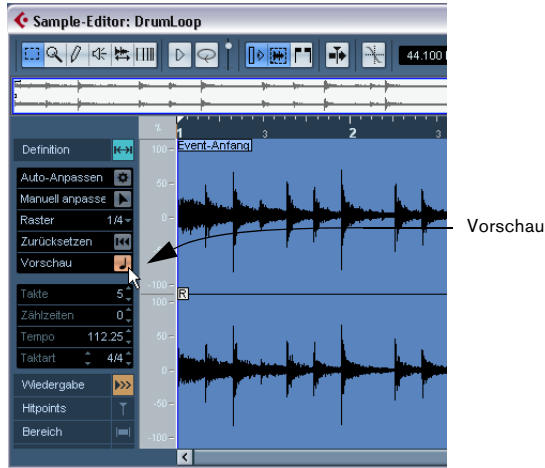 Sample-Editor: DrumLoop
44.100
%
1 3 2 3
Definition
100
Event-Anfang
Auto-Anpassen
50
Manuell anpasse
Raster 1/4
0
Zurücksetzen
Vorschau
Vorschau
-100
R
100
Takte 5
Zählzeiten 0
50
Tempo 112.25
Taktart 4/4
0
Wiedergabe
Hitpoints
-50
Bereich
-100